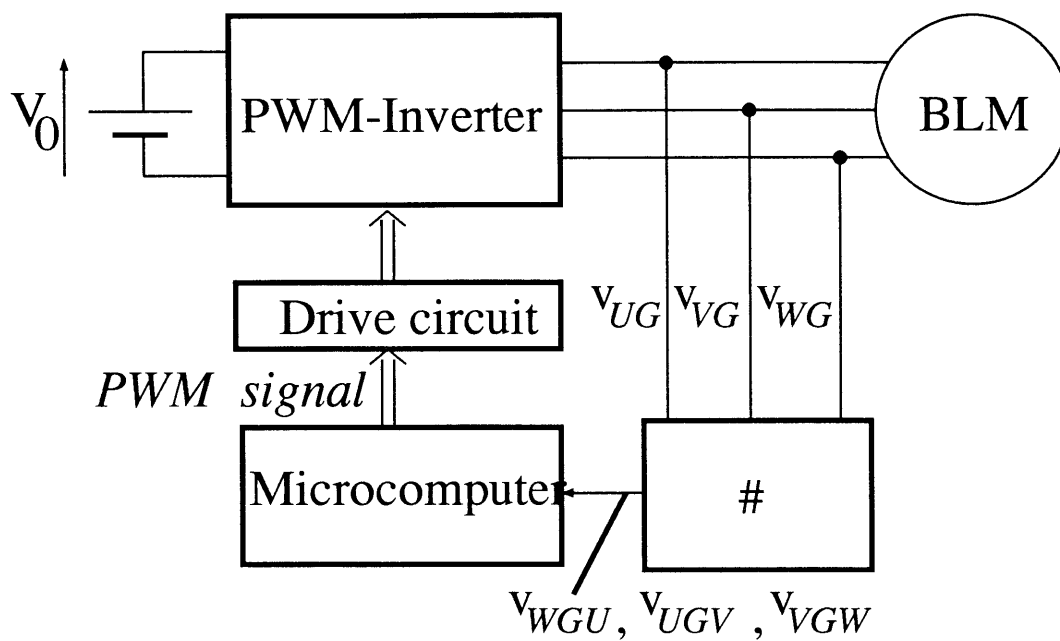 V0
PWM-Inverter
BLM
vUG vVG vWG
Drive circuit
PWM signal
Microcomputer
#
vWGU, vUGV, vVGW